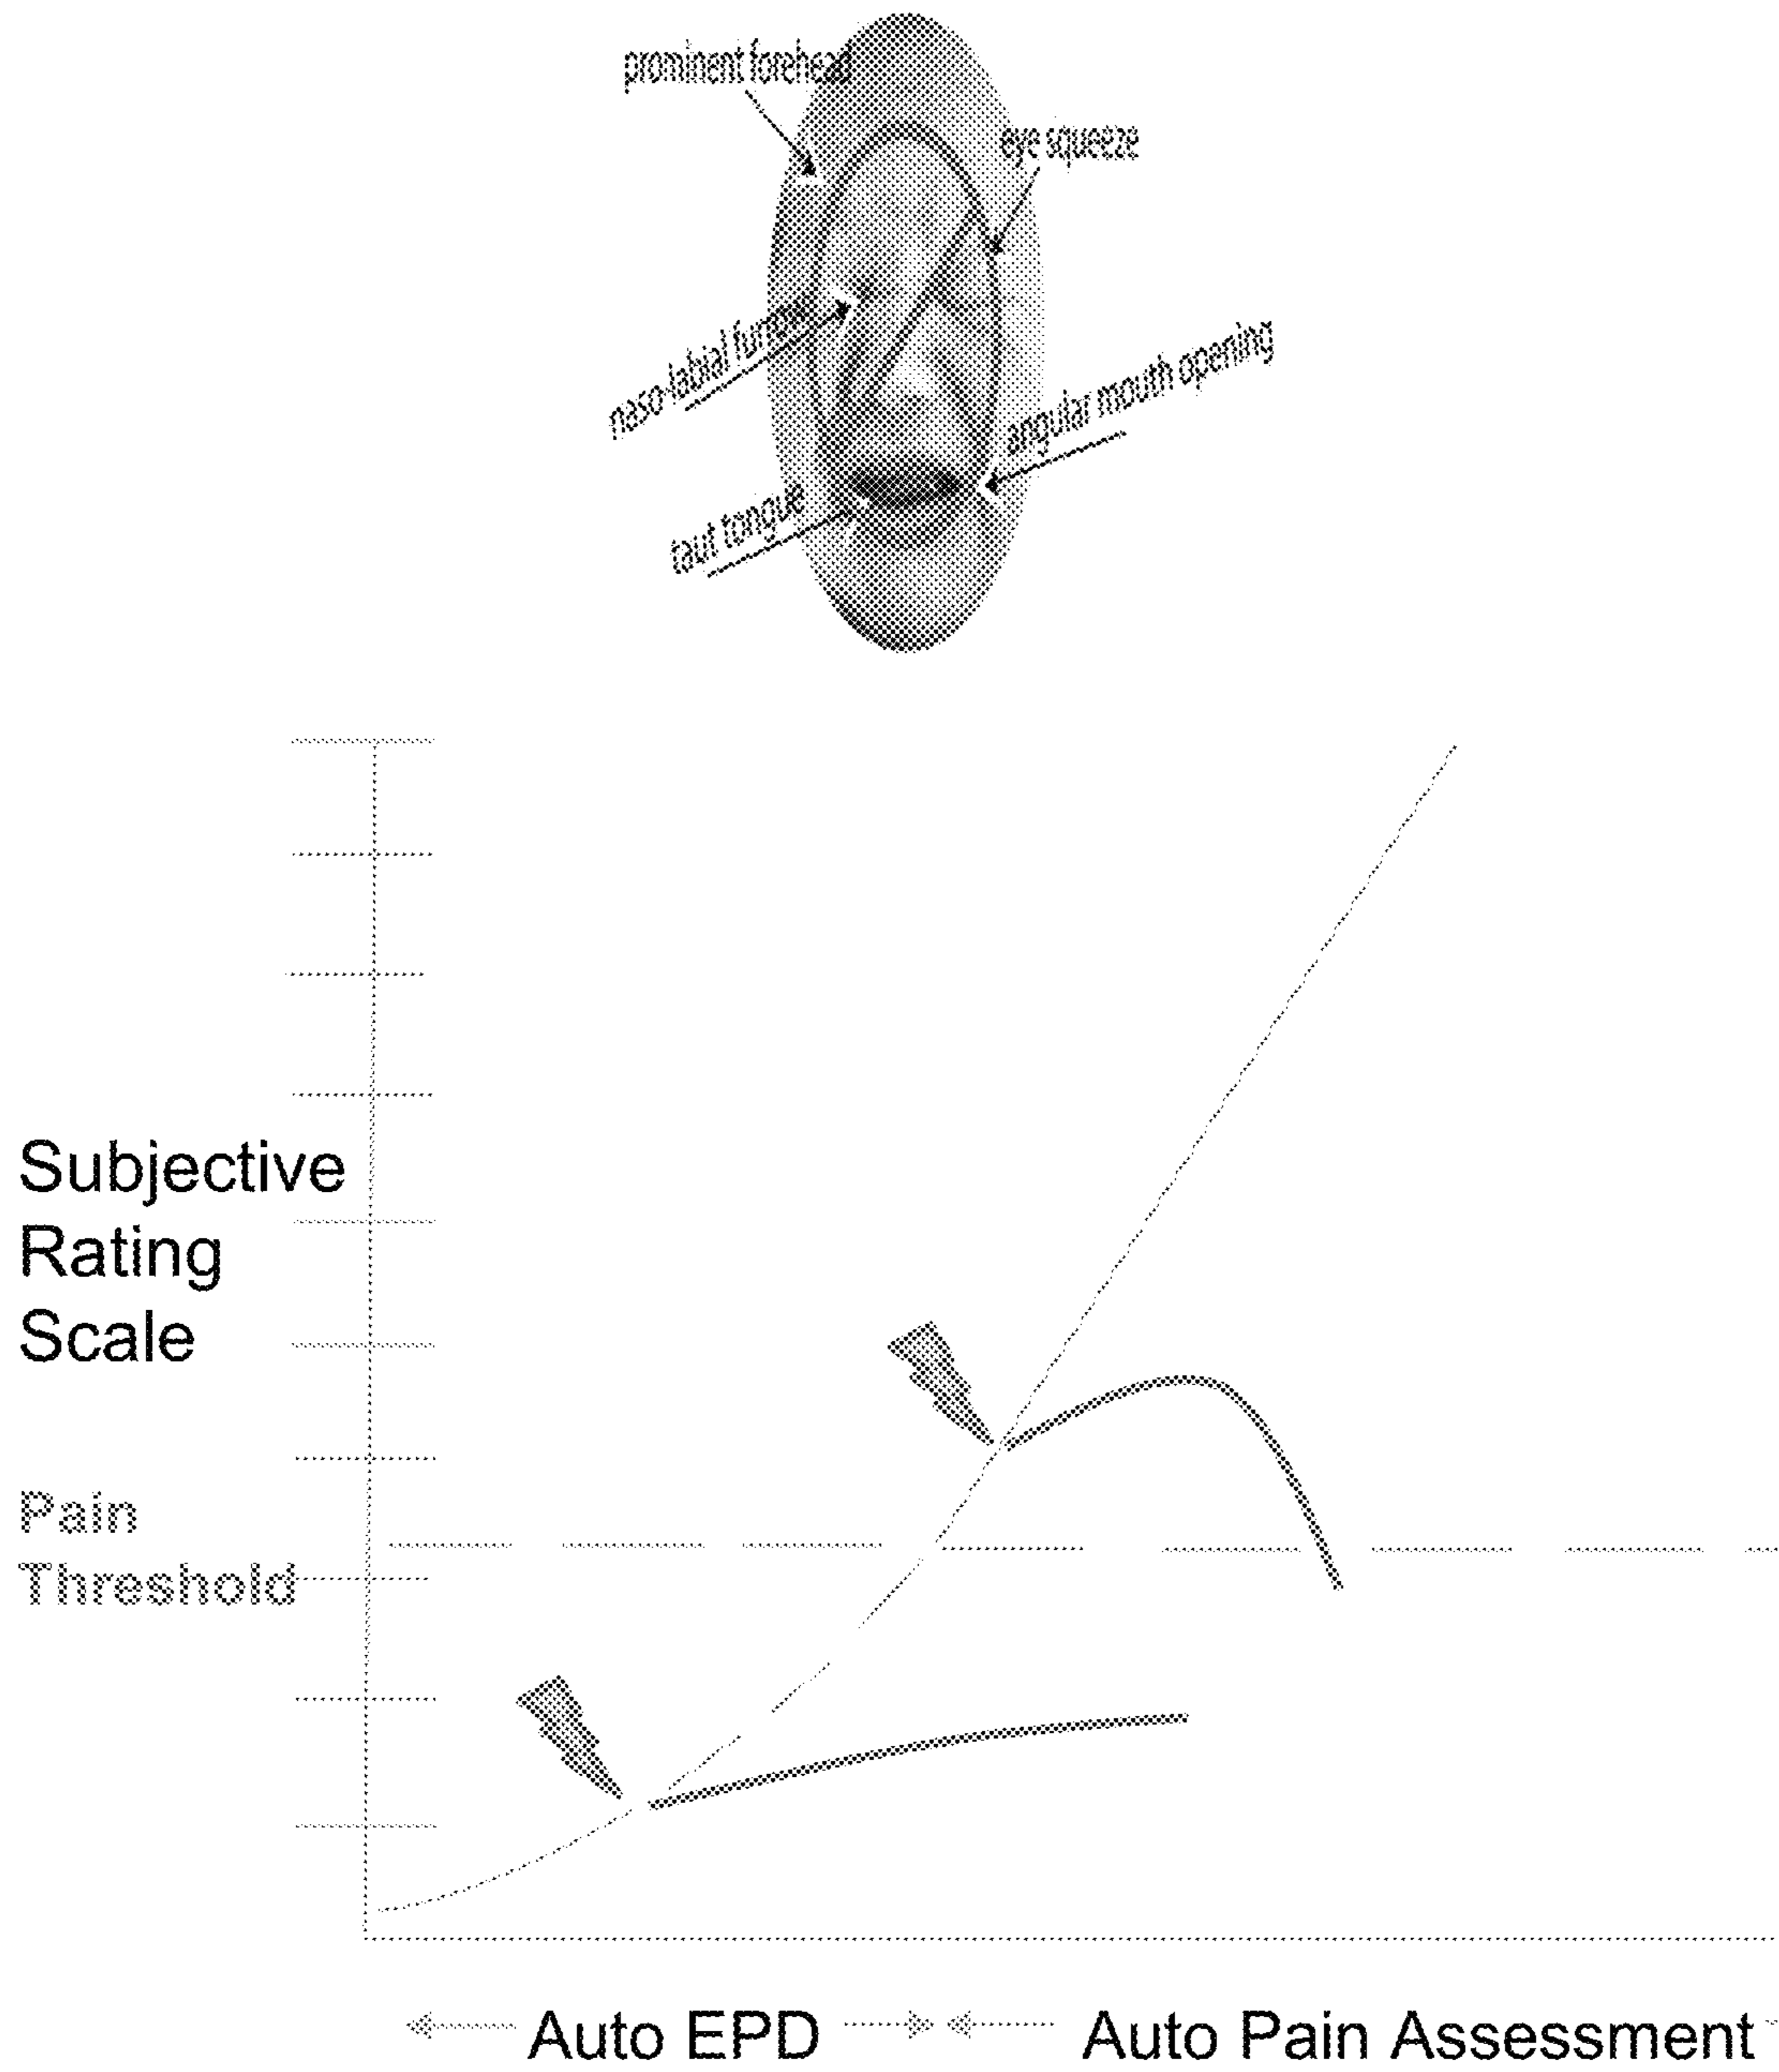 prominent forehead
eye squeeze
naso-labial furrow
angular mouth opening
taut tongue
Subjective
Rating
Scale
Pain
Threshold
Auto EPD
Auto Pain Assessment